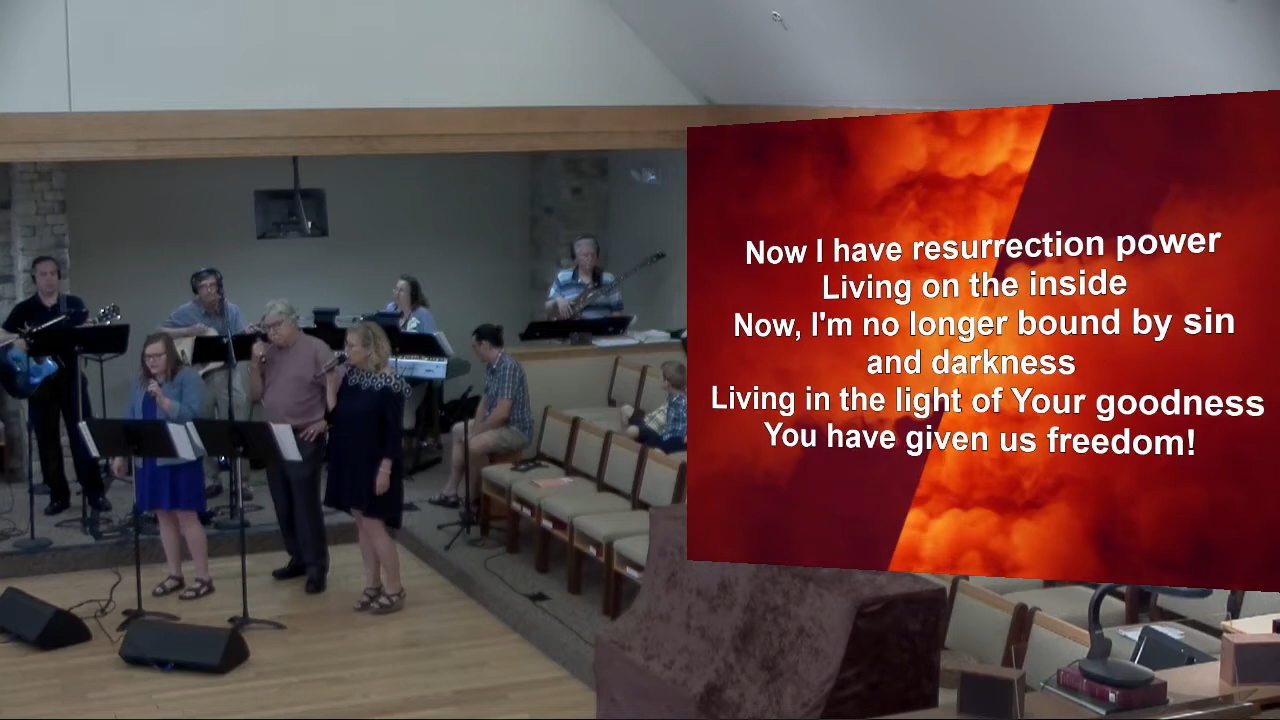 Now I have resurrection power
Living on the inside
Now, I'm no longer bound by sin
and darkness
Living in the light of Your goodness
You have given us freedom!